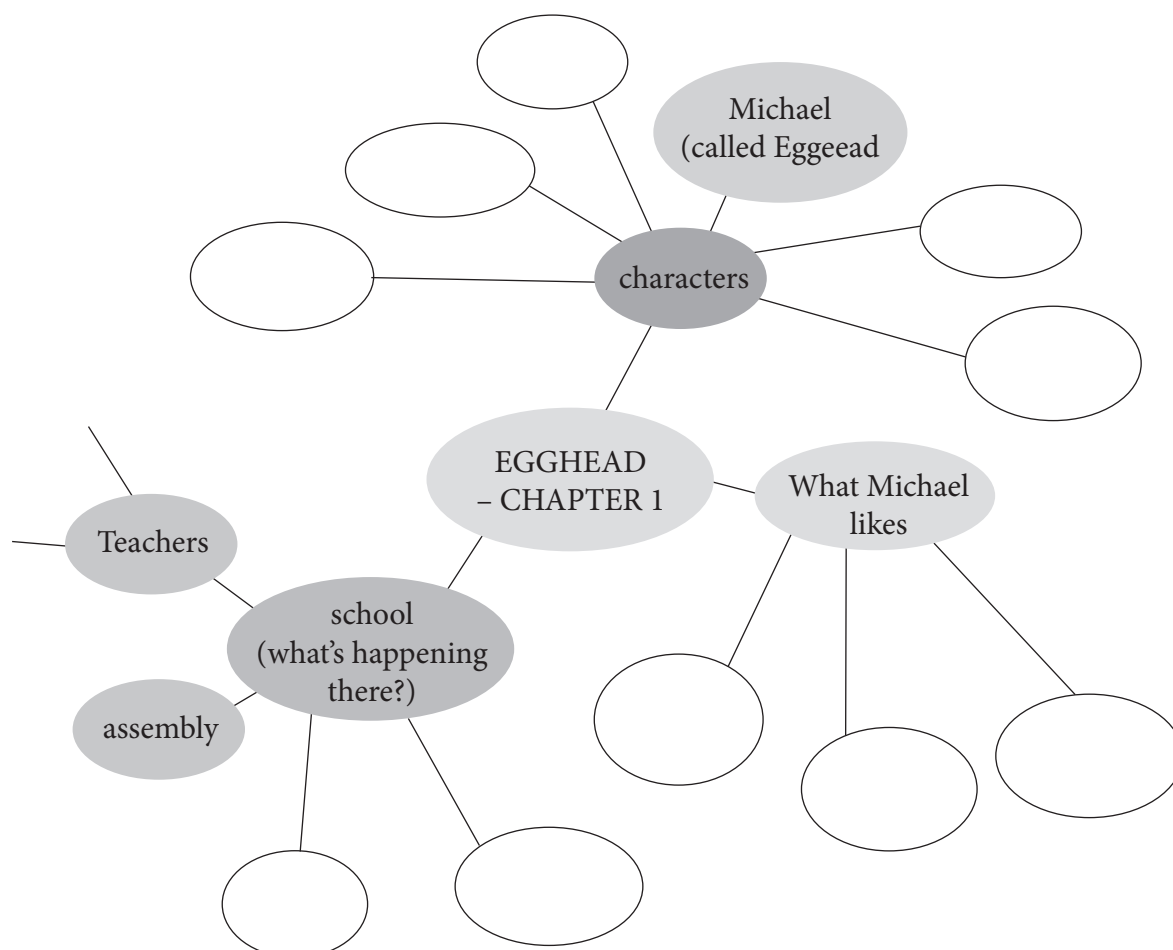 Michael
(called Eggeead
characters
EGGHEAD
– CHAPTER 1
What Michael
likes
Teachers
school
(what's happening
there?)
assembly